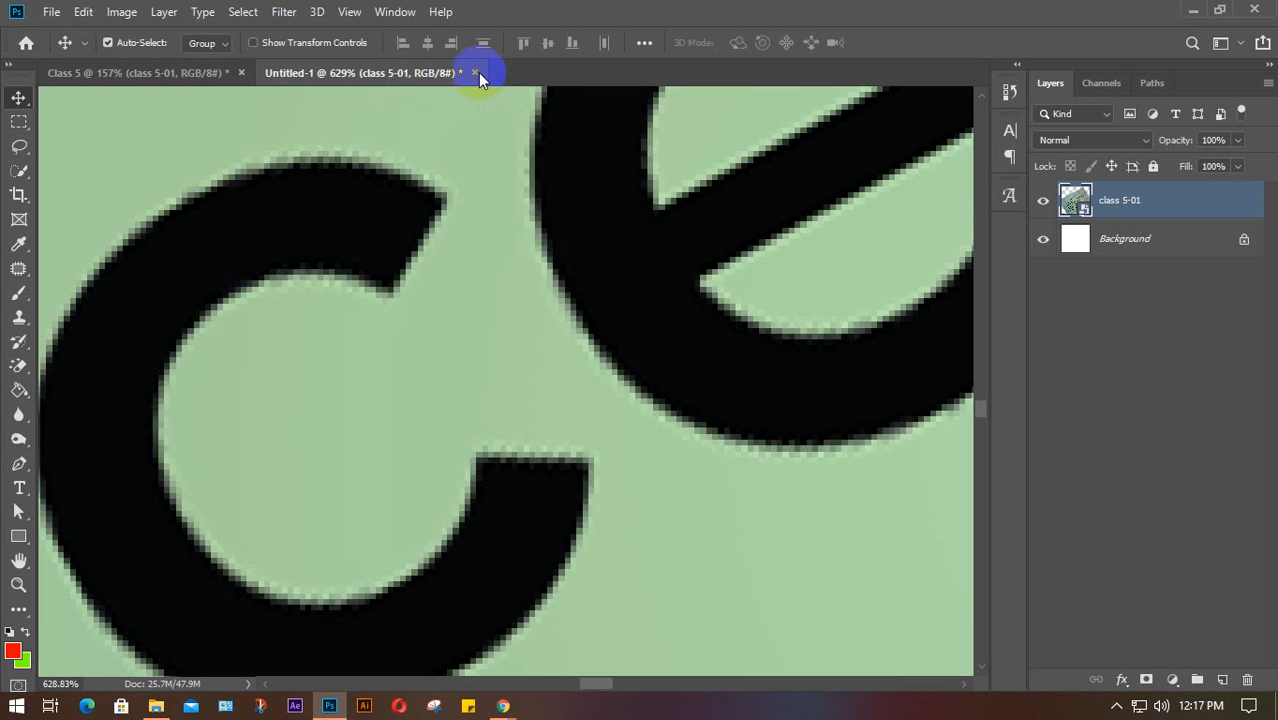 Ps File Edit Image Layer Type Select Filter 3D View Window Help
Auto-Select: Group Show Transform Controls 3D Mode:
Class 5 @ 157% (class 5-01, RGB/8#) * Untitled-1 @ 629% (class 5-01, RGB/8#) *
Layers Channels Paths
Kind
Normal Opacity: 100%
Lock: Fill: 100%
class 5-01
Background
c e
628.83% Doc: 25.7M/47.9M
Ae Ps Ai 12:17 PM